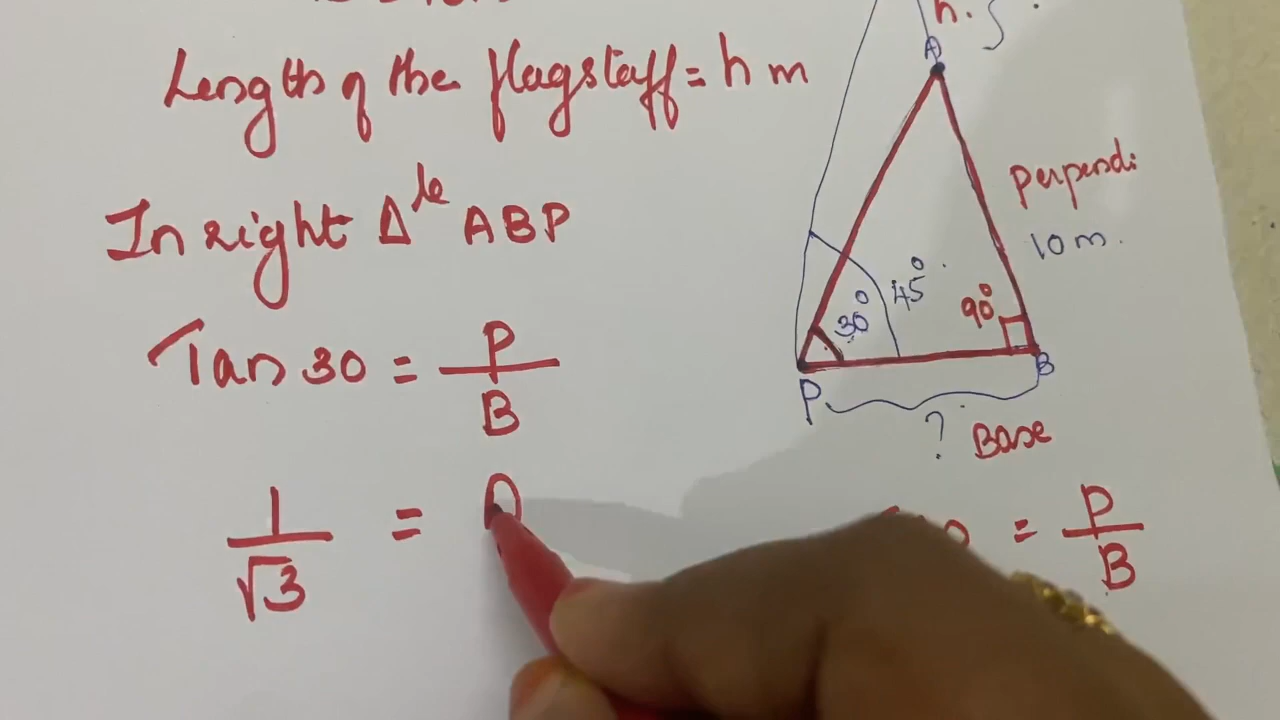 Length of the flagstaff = h m
In right Δle ABP
Tan 30 = P/B
1/√3 =
h.
A
Perpendi
10 m.
90°
45°
30°
P
B
?
Base
= P/B